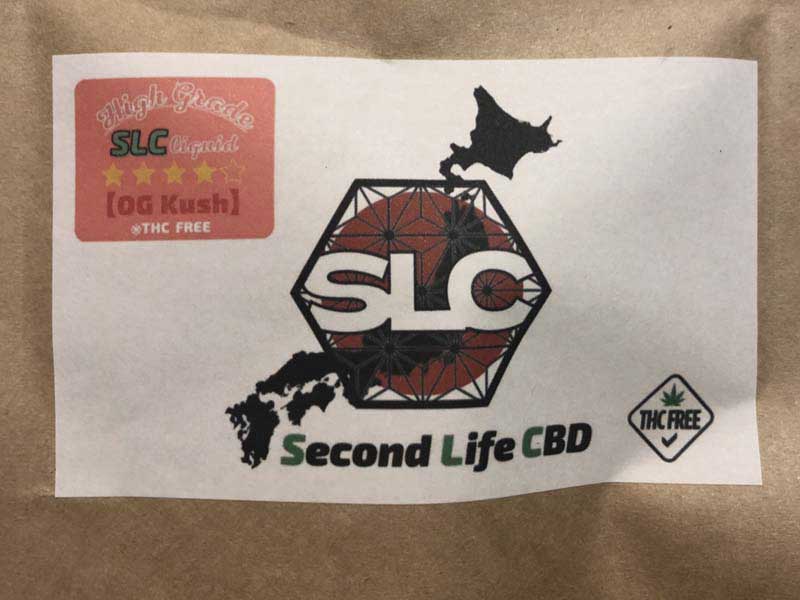 High Grade
SLC liquid
【OG Kush】
※THC FREE
SLC
Second Life CBD
THC FREE